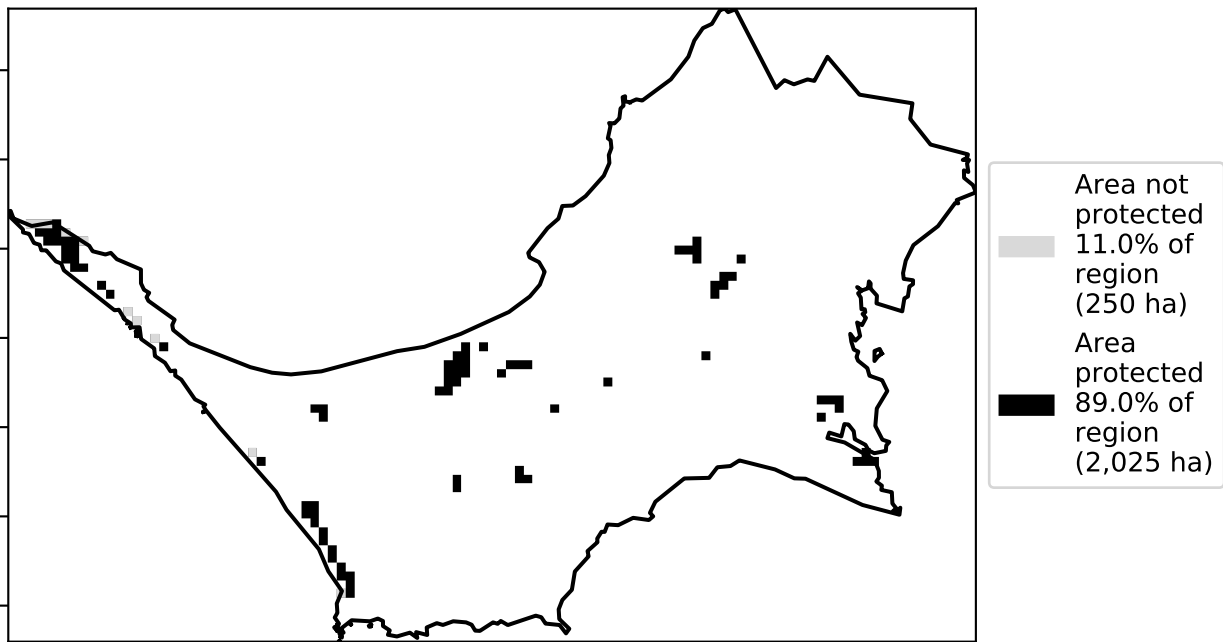 Area not
protected
11.0% of
region
(250 ha)
Area
protected
89.0% of
region
(2,025 ha)